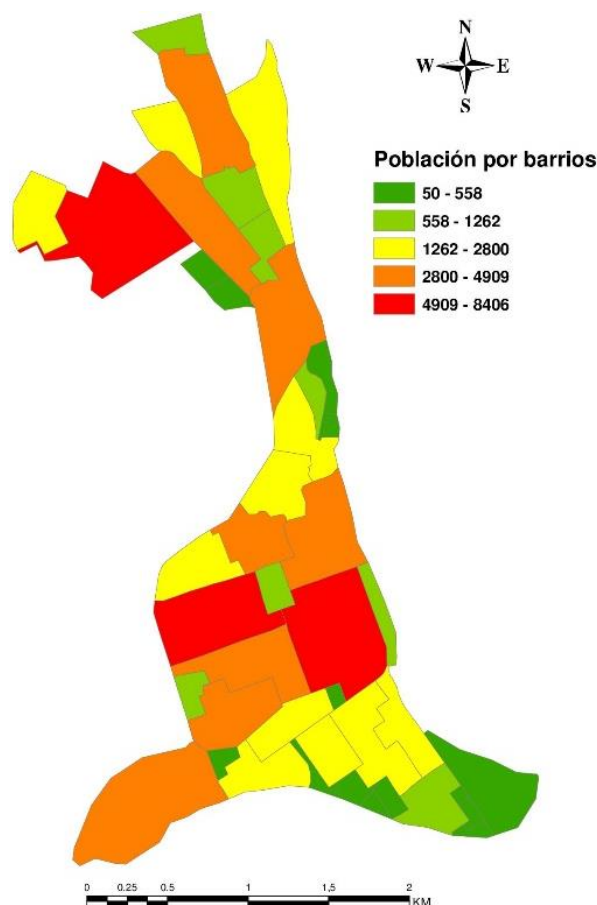 N
W E
S
Población por barrios
50 - 558
558 - 1262
1262 - 2800
2800 - 4909
4909 - 8406
0 0.25 0.5 1 1,5 2
KM